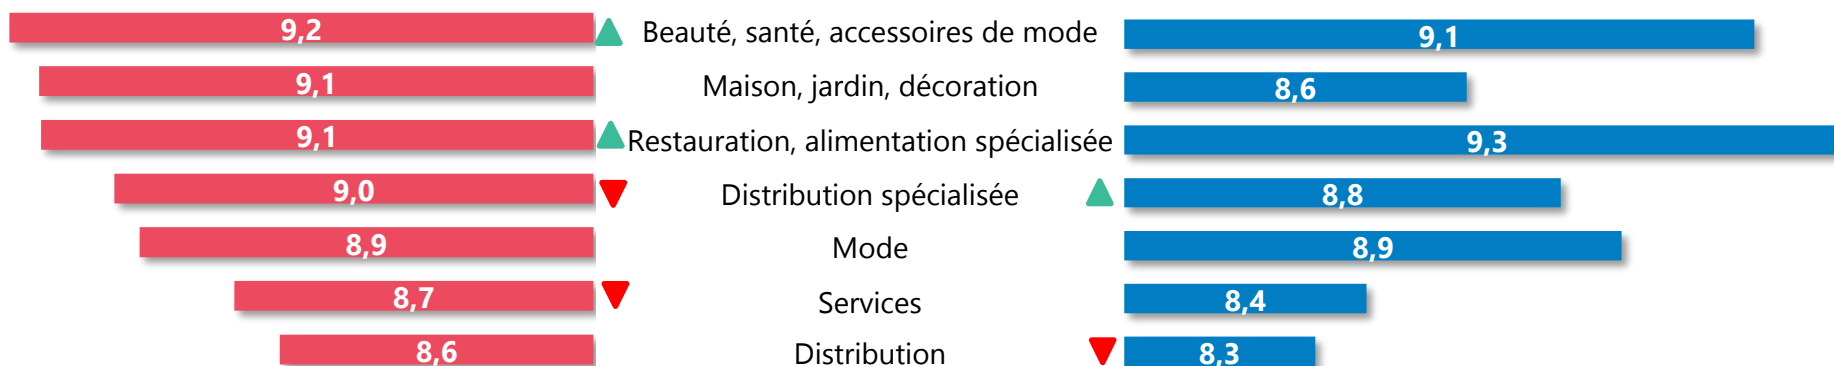 9,2 Beauté, santé, accessoires de mode 9,1
9,1 Maison, jardin, décoration 8,6
9,1 Restauration, alimentation spécialisée 9,3
9,0 Distribution spécialisée 8,8
8,9 Mode 8,9
8,7 Services 8,4
8,6 Distribution 8,3